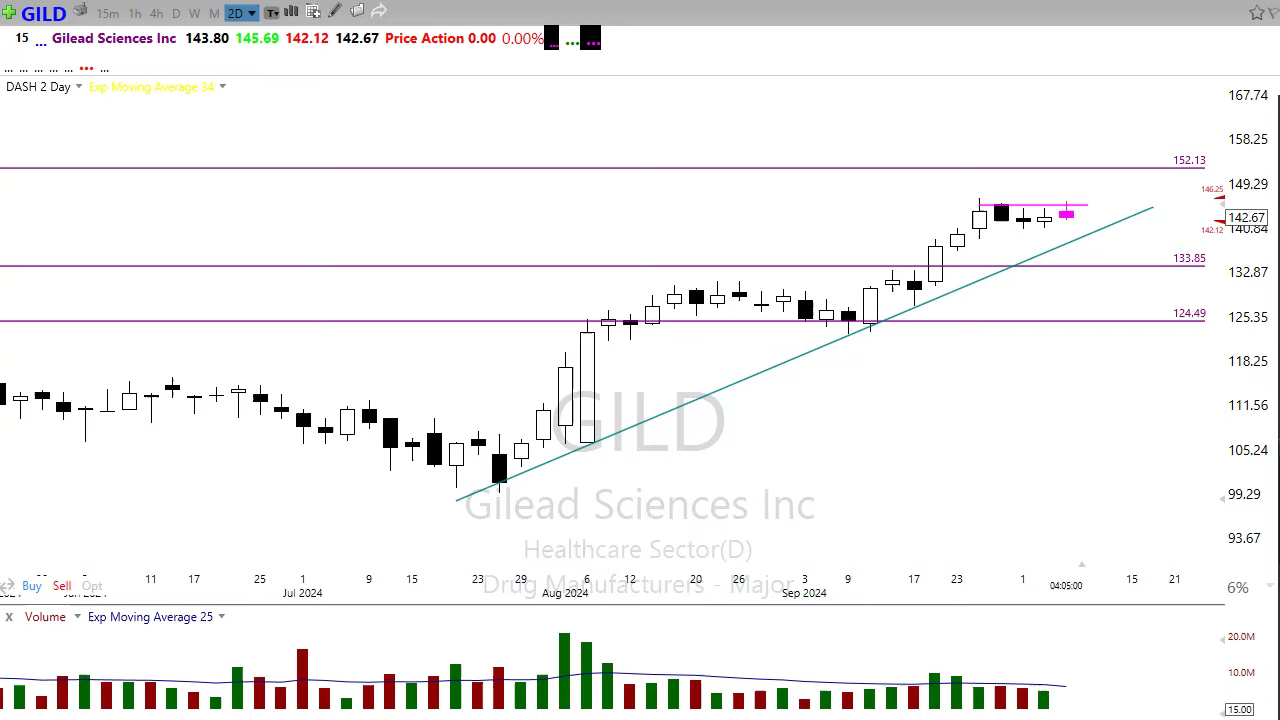 GILD 15m 1h 4h D W M 2D
15 ... Gilead Sciences Inc 143.80 145.69 142.12 142.67 Price Action 0.00 0.00% ... ... ...
... ... ... ... ... ... ...
DASH 2 Day Exp Moving Average 34
167.74
158.25
152.13
149.29
146.25
142.67
142.12
140.84
133.85
132.87
125.35
124.49
118.25
111.56
105.24
99.29
93.67
GILD
Gilead Sciences Inc
Healthcare Sector(D)
Drug Manufacturers - Major
11 17 25 1 9 15 23 29 6 12 20 26 3 9 17 23 1 15 21
Buy Sell Opt 04:05:00 6%
Jul 2024 Aug 2024 Sep 2024
X Volume Exp Moving Average 25
20.0M
10.0M
15.00